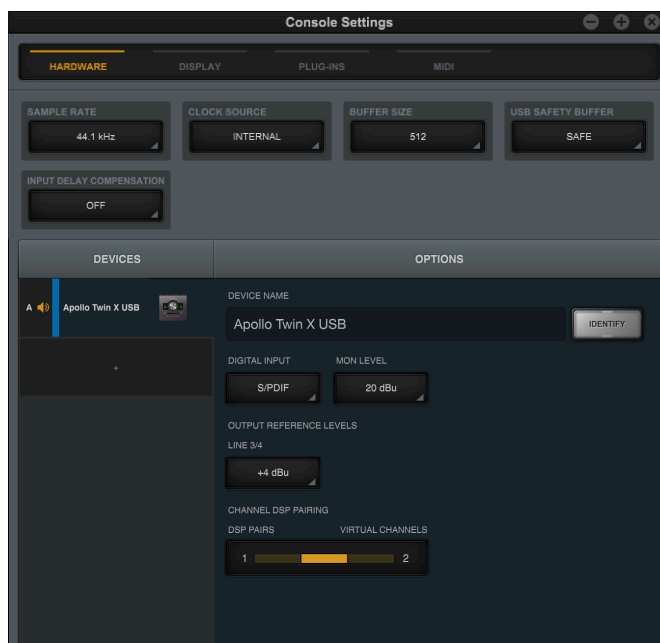 Console Settings
HARDWARE DISPLAY PLUG-INS MIDI
SAMPLE RATE CLOCK SOURCE BUFFER SIZE USB SAFETY BUFFER
44.1 kHz INTERNAL 512 SAFE
INPUT DELAY COMPENSATION
OFF
DEVICES OPTIONS
A Apollo Twin X USB
+
DEVICE NAME
Apollo Twin X USB IDENTIFY
DIGITAL INPUT MON LEVEL
S/PDIF 20 dBu
OUTPUT REFERENCE LEVELS
LINE 3/4
+4 dBu
CHANNEL DSP PAIRING
DSP PAIRS VIRTUAL CHANNELS
1 2